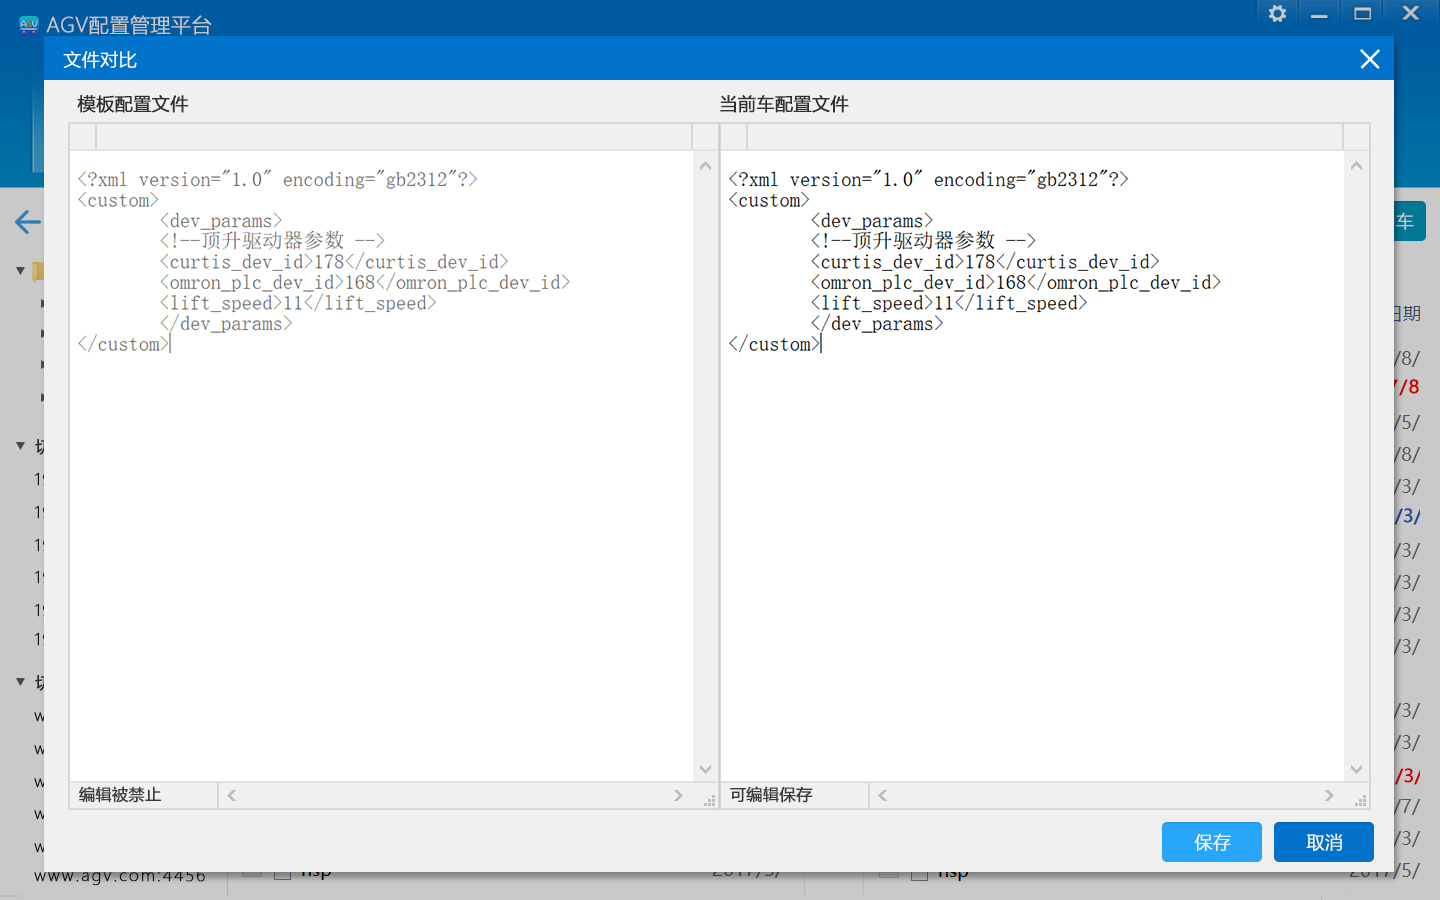 AGV配置管理平台
文件对比
模板配置文件
<?xml version="1.0" encoding="gb2312"?>
<custom>
<dev_params>
<!--顶升驱动器参数 -->
<curtis_dev_id>178</curtis_dev_id>
<omron_plc_dev_id>168</omron_plc_dev_id>
<lift_speed>11</lift_speed>
</dev_params>
</custom>
编辑被禁止
当前车配置文件
<?xml version="1.0" encoding="gb2312"?>
<custom>
<dev_params>
<!--顶升驱动器参数 -->
<curtis_dev_id>178</curtis_dev_id>
<omron_plc_dev_id>168</omron_plc_dev_id>
<lift_speed>11</lift_speed>
</dev_params>
</custom>
可编辑保存
保存
取消
车
日期
/8/
/8
/5/
/8/
/3/
/3/
/3/
/3/
/3/
/3/
/3/
/3/
/3/
/7/
/3/
www.agv.com:4456